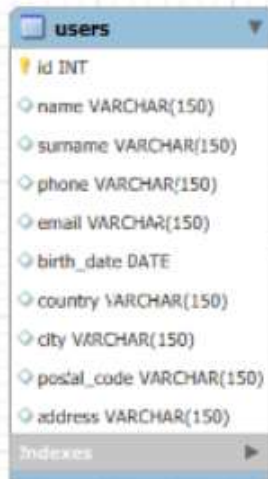 users
id INT
name VARCHAR(150)
surname VARCHAR(150)
phone VARCHAR(150)
email VARCHAR(150)
birth_date DATE
country VARCHAR(150)
city VARCHAR(150)
postal_code VARCHAR(150)
address VARCHAR(150)
Indexes